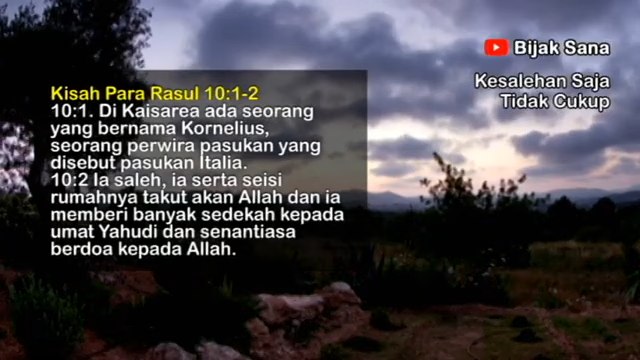 Bijak Sana
Kesalehan Saja
Tidak Cukup
Kisah Para Rasul 10:1-2
10:1. Di Kaisarea ada seorang
yang bernama Kornelius,
seorang perwira pasukan yang
disebut pasukan Italia.
10:2 Ia saleh, ia serta seisi
rumahnya takut akan Allah dan ia
memberi banyak sedekah kepada
umat Yahudi dan senantiasa
berdoa kepada Allah.